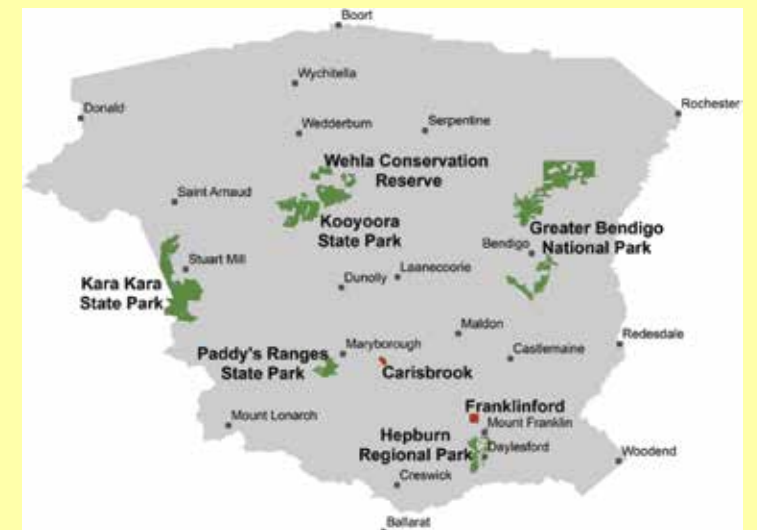 Boort
Wychitella
Donald
Rochester
Wedderburn
Serpentine
Wehla Conservation
Reserve
Saint Arnaud
Kooyoora
State Park
Greater Bendigo
National Park
Bendigo
Stuart Mill
Laanecoorie
Dunolly
Kara Kara
State Park
Maldon
Redesdale
Maryborough
Castlemaine
Paddy's Ranges
State Park
Carisbrook
Franklinford
Mount Lonarch
Mount Franklin
Hepburn
Regional Park
Daylesford
Woodend
Creswick
Ballarat